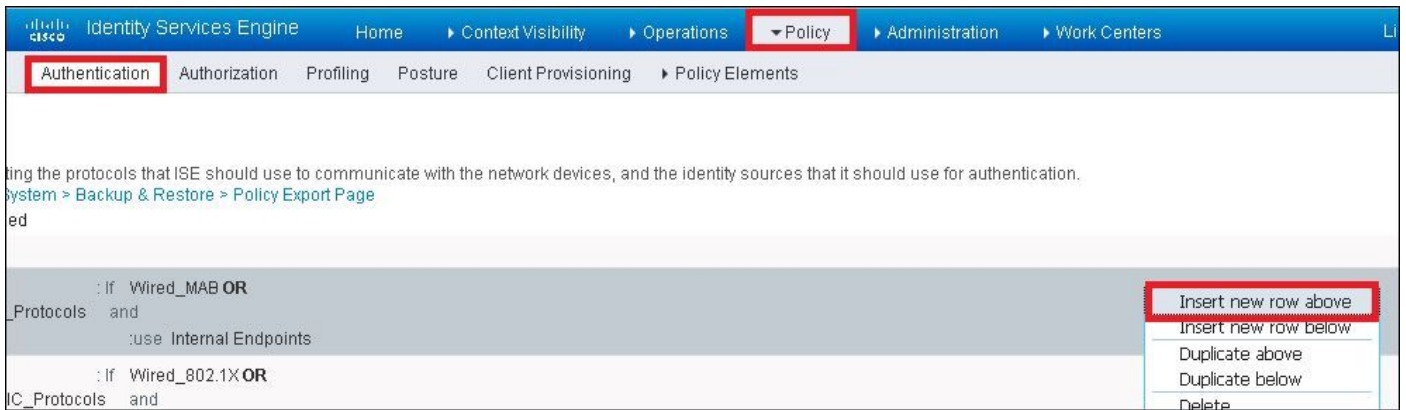 cisco Identity Services Engine Home Context Visibility Operations Policy Administration Work Centers Li
Authentication Authorization Profiling Posture Client Provisioning Policy Elements
ting the protocols that ISE should use to communicate with the network devices, and the identity sources that it should use for authentication.
System > Backup & Restore > Policy Export Page
ed
: If Wired_MAB OR
_Protocols and
:use Internal Endpoints
: If Wired_802.1X OR
IC_Protocols and
Insert new row above
Insert new row below
Duplicate above
Duplicate below
Delete